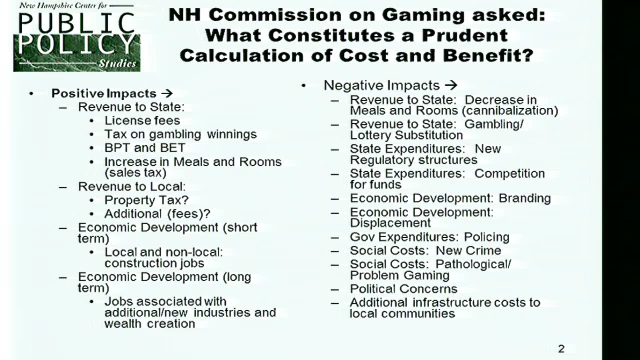 New Hampshire Center for
PUBLIC
POLICY
Studies
NH Commission on Gaming asked:
What Constitutes a Prudent
Calculation of Cost and Benefit?
• Positive Impacts →
– Revenue to State:
• License fees
• Tax on gambling winnings
• BPT and BET
• Increase in Meals and Rooms
(sales tax)
– Revenue to Local:
• Property Tax?
• Additional (fees)?
– Economic Development (short
term)
• Local and non-local:
construction jobs
– Economic Development (long
term)
• Jobs associated with
additional/new industries and
wealth creation
• Negative Impacts →
– Revenue to State: Decrease in
Meals and Rooms (cannibalization)
– Revenue to State: Gambling/
Lottery Substitution
– State Expenditures: New
Regulatory structures
– State Expenditures: Competition
for funds
– Economic Development: Branding
– Economic Development:
Displacement
– Gov Expenditures: Policing
– Social Costs: New Crime
– Social Costs: Pathological/
Problem Gaming
– Political Concerns
– Additional infrastructure costs to
local communities
2